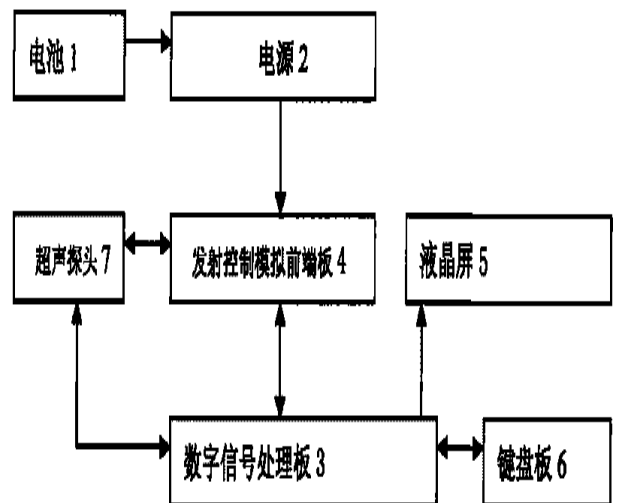 电池 1
电源 2
超声探头 7
发射控制模拟前端板 4
液晶屏 5
数字信号处理板 3
键盘板 6